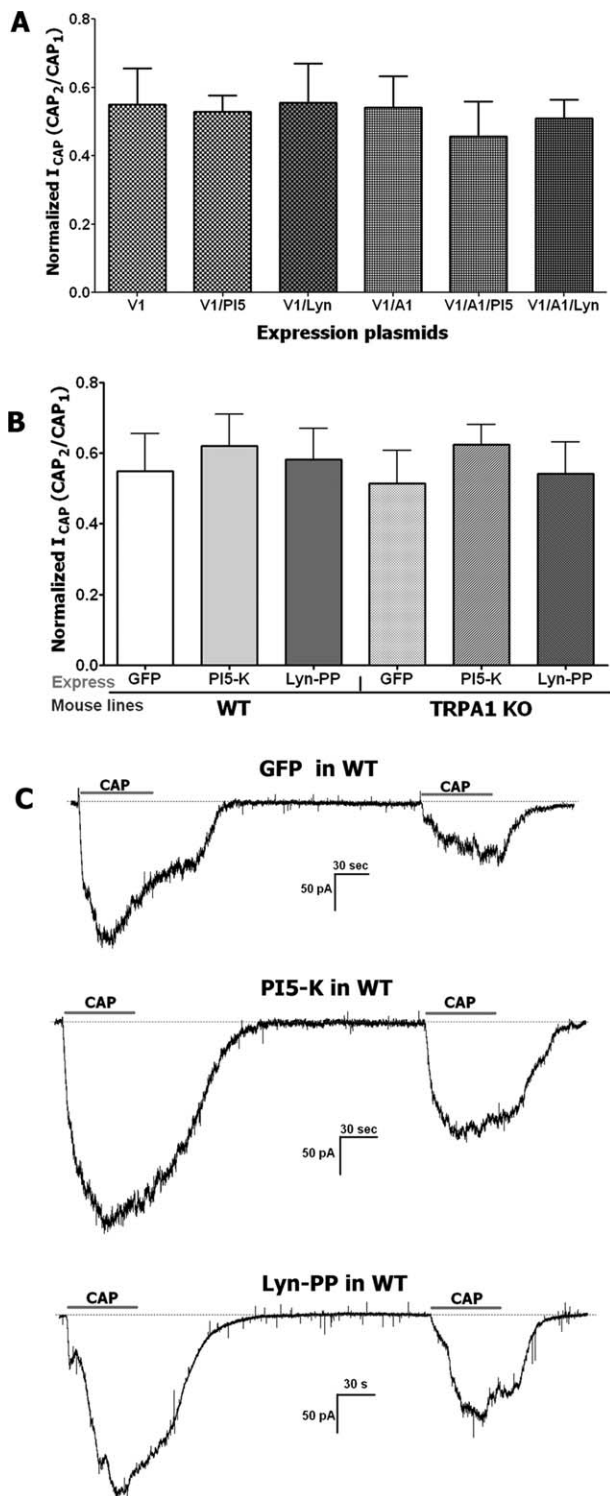 A
Normalized I CAP (CAP2/CAP1)
0.8
0.6
0.4
0.2
0.0
V1 V1/PI5 V1/Lyn V1/A1 V1/A1/PI5 V1/A1/Lyn
Expression plasmids
B
Normalized I CAP (CAP2/CAP1)
0.8
0.6
0.4
0.2
0.0
Express GFP PI5-K Lyn-PP GFP PI5-K Lyn-PP
Mouse lines WT TRPA1 KO
C
GFP in WT
CAP CAP
30 sec
50 pA
PI5-K in WT
CAP CAP
30 sec
50 pA
Lyn-PP in WT
CAP CAP
30 s
50 pA